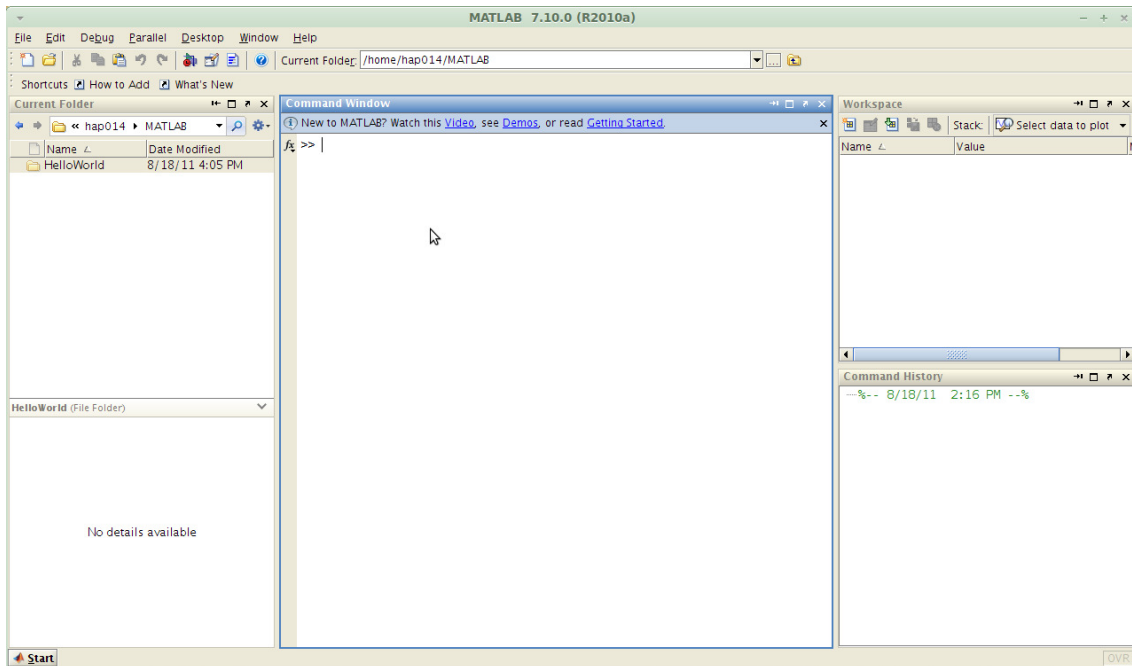 MATLAB 7.10.0 (R2010a)
File Edit Debug Parallel Desktop Window Help
Current Folder: /home/hap014/MATLAB
Shortcuts How to Add What's New
Current Folder
« hap014 MATLAB
Name Date Modified
HelloWorld 8/18/11 4:05 PM
HelloWorld (File Folder)
No details available
Command Window
New to MATLAB? Watch this Video, see Demos, or read Getting Started.
fx >>
Workspace
Stack: Select data to plot
Name Value
Command History
%-- 8/18/11 2:16 PM --%
Start
OVR